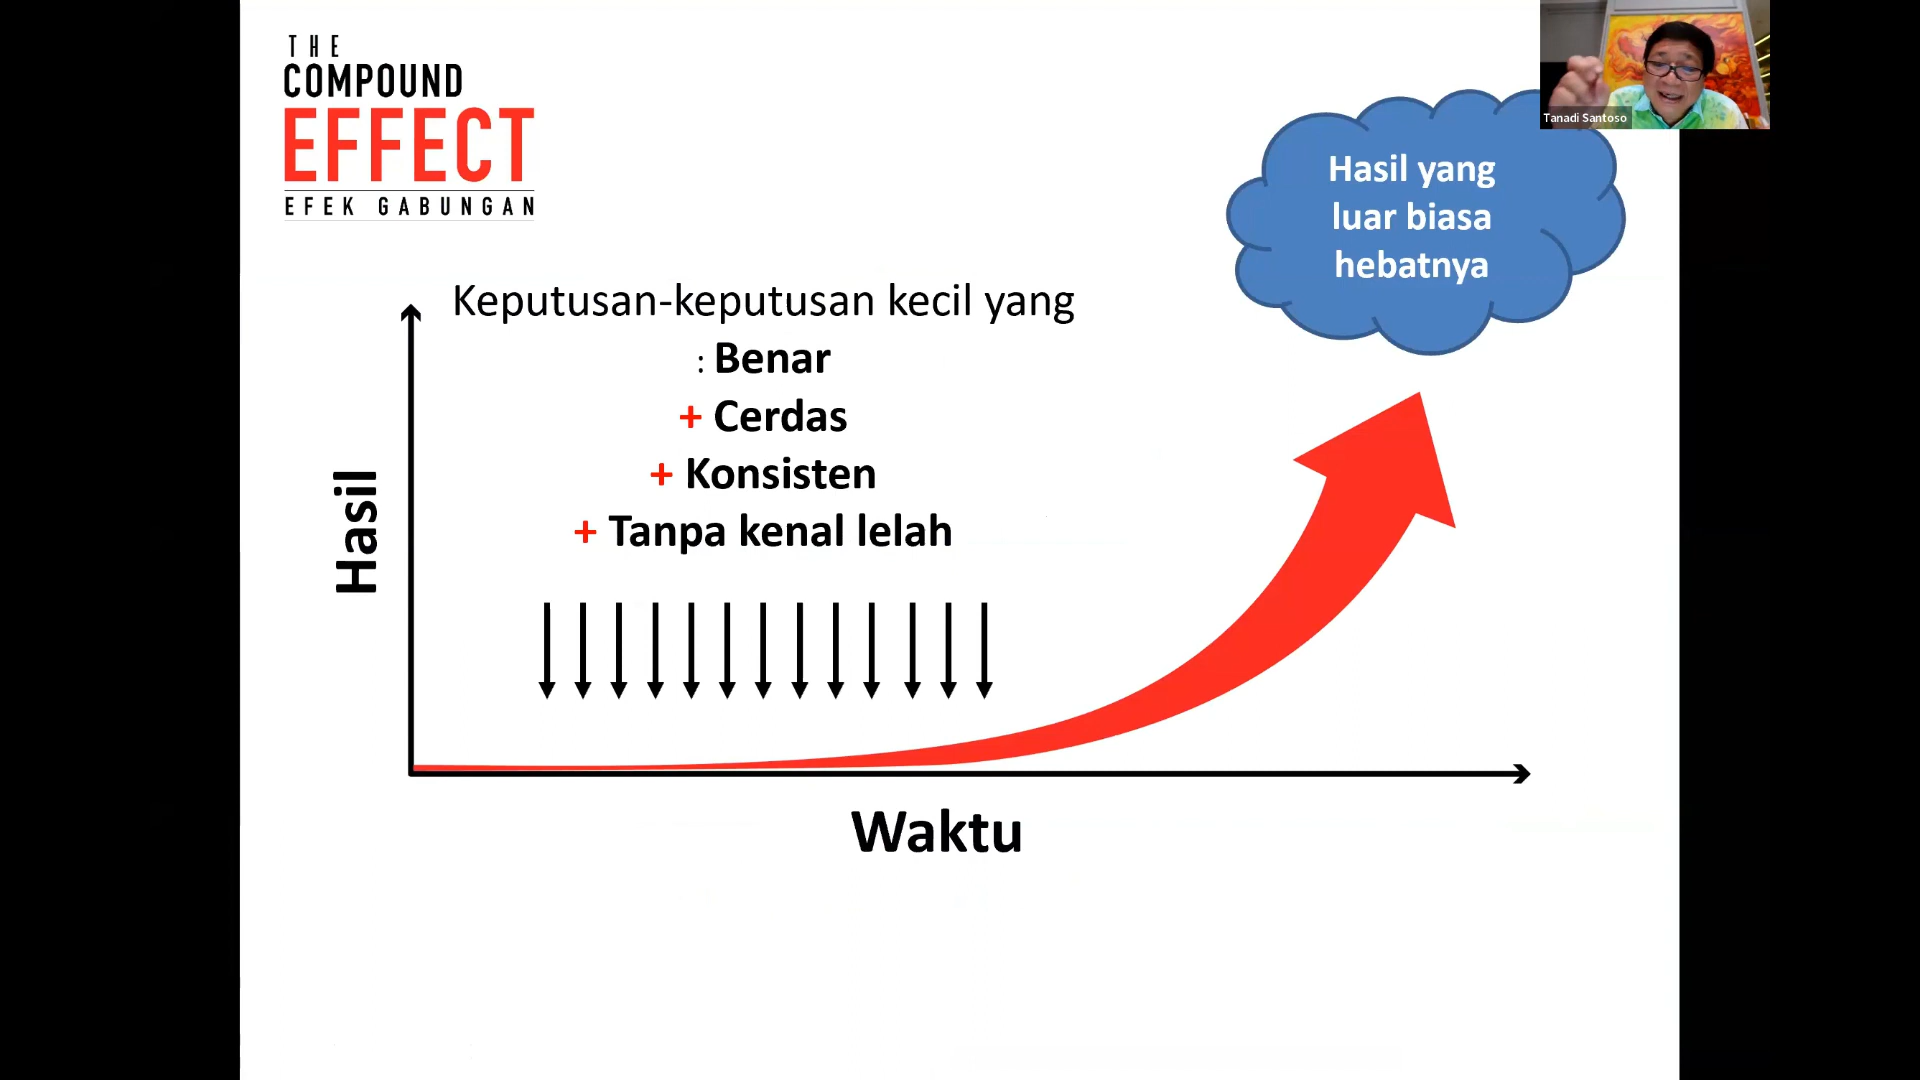 THE
COMPOUND
EFFECT
EFEK GABUNGAN
Tanadi Santoso
Hasil yang
luar biasa
hebatnya
Keputusan-keputusan kecil yang
: Benar
+ Cerdas
+ Konsisten
+ Tanpa kenal lelah
Hasil
Waktu